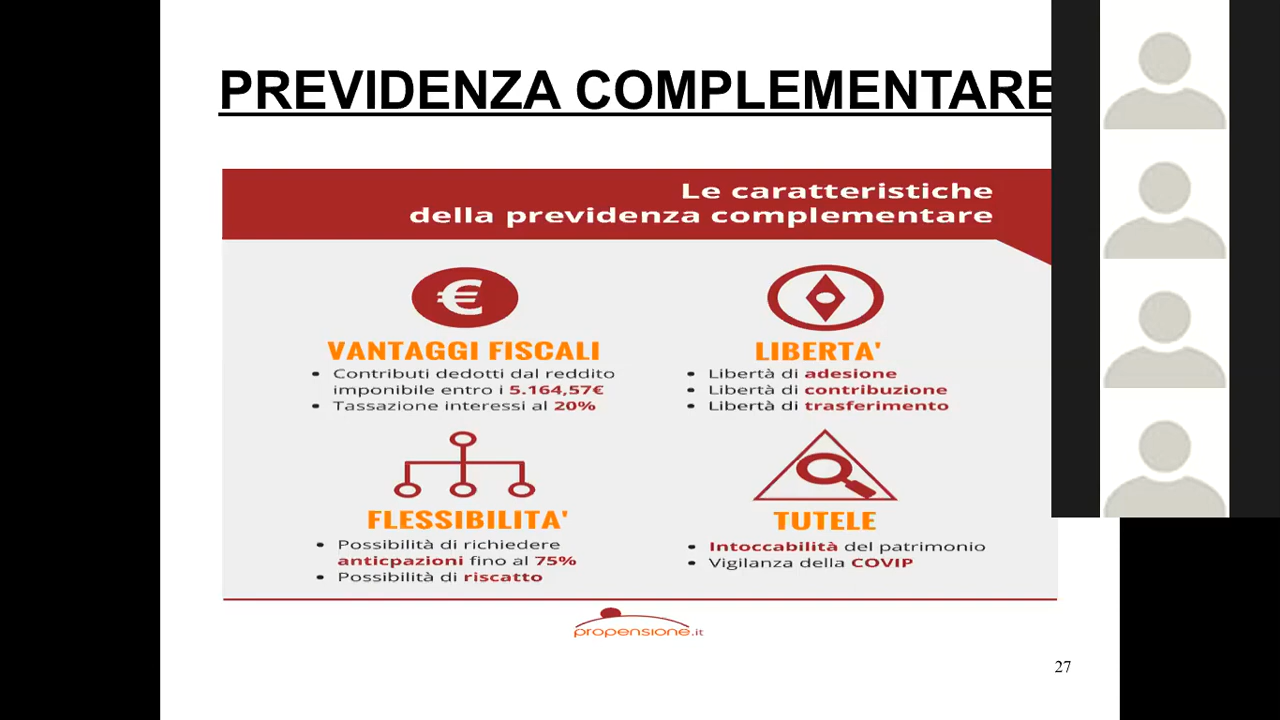 PREVIDENZA COMPLEMENTARE
Le caratteristiche
della previdenza complementare
€
VANTAGGI FISCALI
• Contributi dedotti dal reddito
imponibile entro i 5.164,57€
• Tassazione interessi al 20%
LIBERTA'
• Libertà di adesione
• Libertà di contribuzione
• Libertà di trasferimento
FLESSIBILITA'
• Possibilità di richiedere
anticpazioni fino al 75%
• Possibilità di riscatto
TUTELE
• Intoccabilità del patrimonio
• Vigilanza della COVIP
propensione.it
27